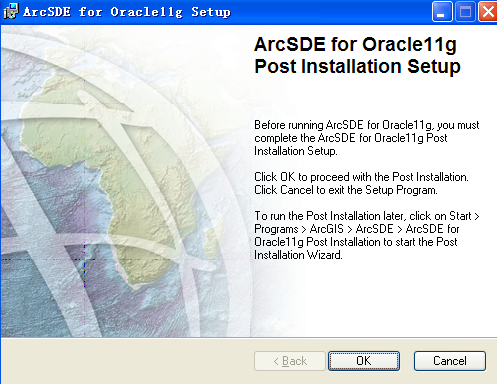 ArcSDE for Oracle11g Setup
ArcSDE for Oracle11g
Post Installation Setup
Before running ArcSDE for Oracle11g, you must
complete the ArcSDE for Oracle11g Post
Installation Setup.
Click OK to proceed with the Post Installation.
Click Cancel to exit the Setup Program.
To run the Post Installation later, click on Start >
Programs > ArcGIS > ArcSDE > ArcSDE for
Oracle11g Post Installation to start the Post
Installation Wizard.
< Back OK Cancel